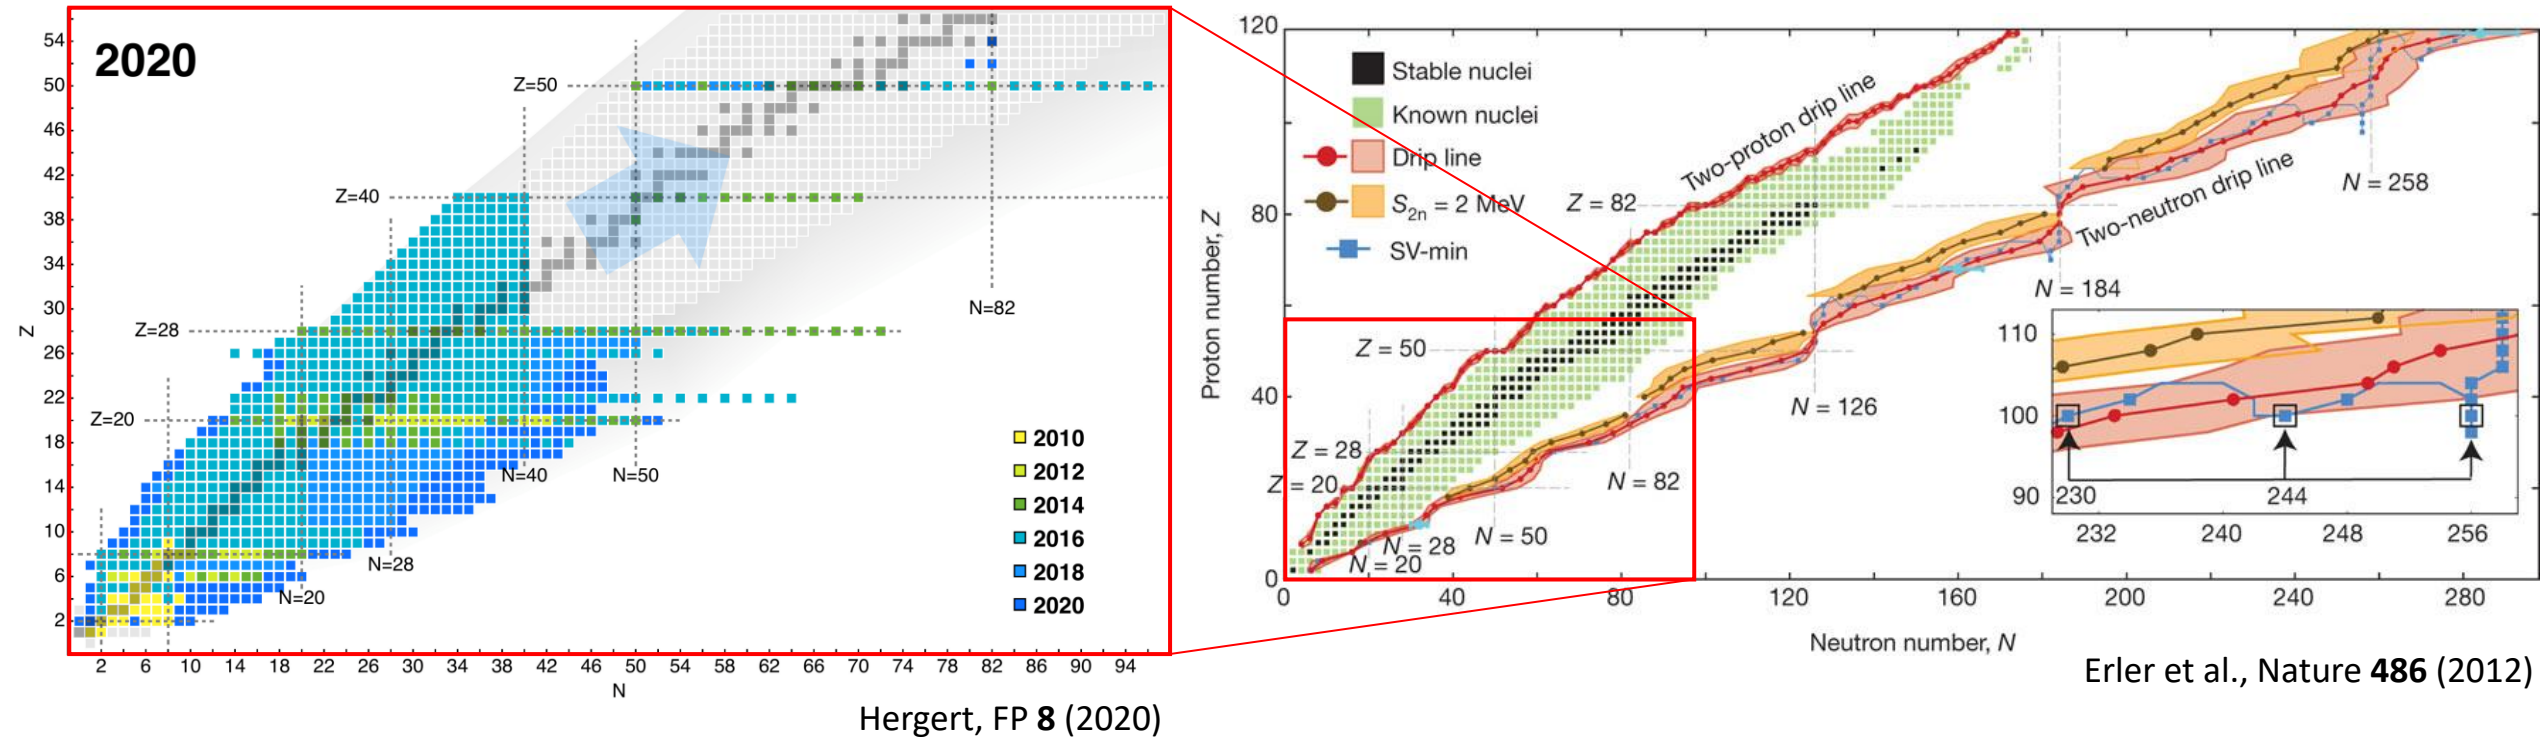 2020
54
50
46
42
38
34
30
26
22
18
14
10
6
2
Z
Z=50
Z=40
Z=28
Z=20
N=82
N=40
N=50
N=28
N=20
2010
2012
2014
2016
2018
2020
2 6 10 14 18 22 26 30 34 38 42 46 50 54 58 62 66 70 74 78 82 86 90 94
N
Hergert, FP 8 (2020)
120
80
40
0
Proton number, Z
Stable nuclei
Known nuclei
Drip line
S2n = 2 MeV
SV-min
Two-proton drip line
Two-neutron drip line
Z = 82
Z = 50
Z = 28
Z = 20
N = 258
N = 184
N = 126
N = 82
N = 50
N = 28
N = 20
110
100
90
230 244 256
232 240 248 256
0 40 80 120 160 200 240 280
Neutron number, N
Erler et al., Nature 486 (2012)